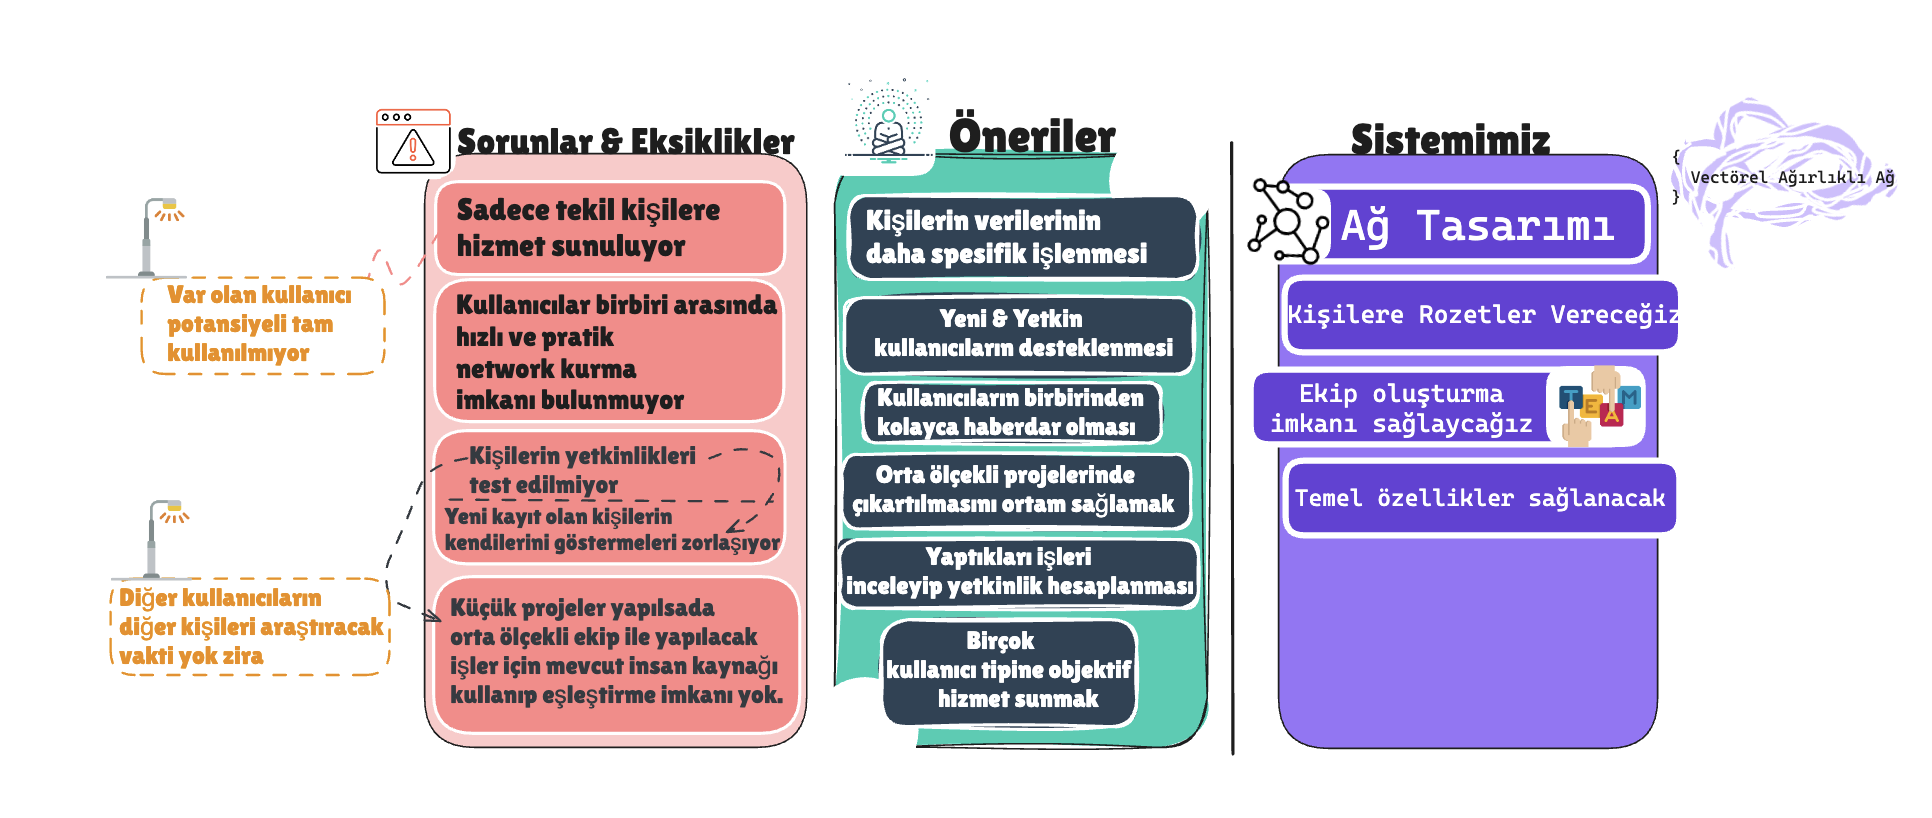 Sorunlar & Eksiklikler
Sadece tekil kişilere
hizmet sunuluyor
Var olan kullanıcı
potansiyeli tam
kullanılmıyor
Kullanıcılar birbiri arasında
hızlı ve pratik
network kurma
imkanı bulunmuyor
Kişilerin yetkinlikleri
test edilmiyor
Yeni kayıt olan kişilerin
kendilerini göstermeleri zorlaşıyor
Diğer kullanıcıların
diğer kişileri araştıracak
vakti yok zira
Küçük projeler yapılsada
orta ölçekli ekip ile yapılacak
işler için mevcut insan kaynağı
kullanıp eşleştirme imkanı yok.
Öneriler
Kişilerin verilerinin
daha spesifik işlenmesi
Yeni & Yetkin
kullanıcıların desteklenmesi
Kullanıcıların birbirinden
kolayca haberdar olması
Orta ölçekli projelerinde
çıkartılmasını ortam sağlamak
Yaptıkları işleri
inceleyip yetkinlik hesaplanması
Birçok
kullanıcı tipine objektif
hizmet sunmak
Sistemimiz
{
Vectörel Ağırlıklı Ağ
}
Ağ Tasarımı
Kişilere Rozetler Vereceğiz
Ekip oluşturma
imkanı sağlaycağız
TEAM
Temel özellikler sağlanacak